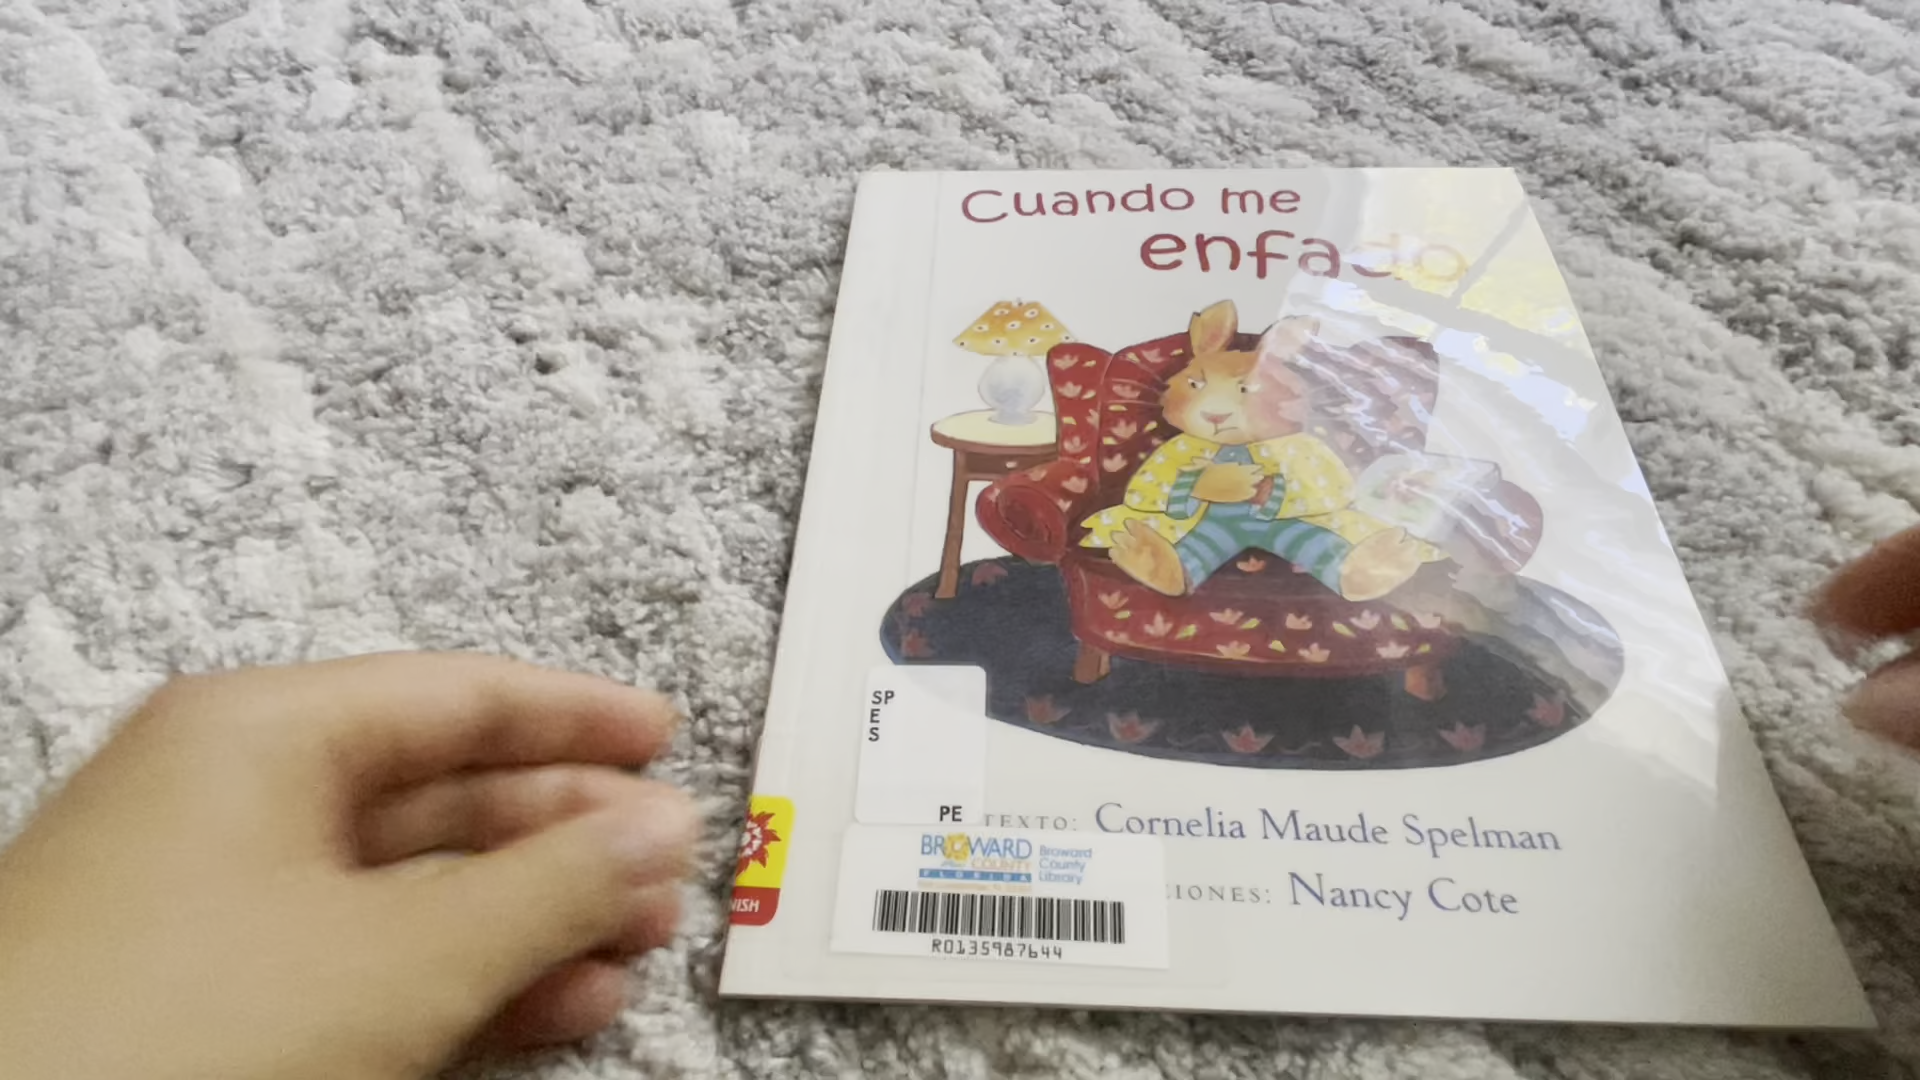 Cuando me
enfado
SP
E
S
PE
TEXTO: Cornelia Maude Spelman
CIONES: Nancy Cote
BROWARD
COUNTY
FLORIDA
Broward
County
Library
R0135987644
NISH